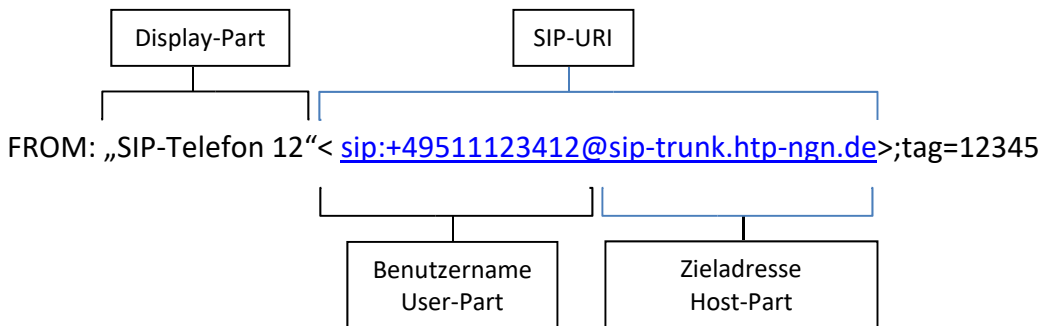 Display-Part
SIP-URI
FROM: „SIP-Telefon 12“< sip:+49511123412@sip-trunk.htp-ngn.de>;tag=12345
Benutzername
User-Part
Zieladresse
Host-Part